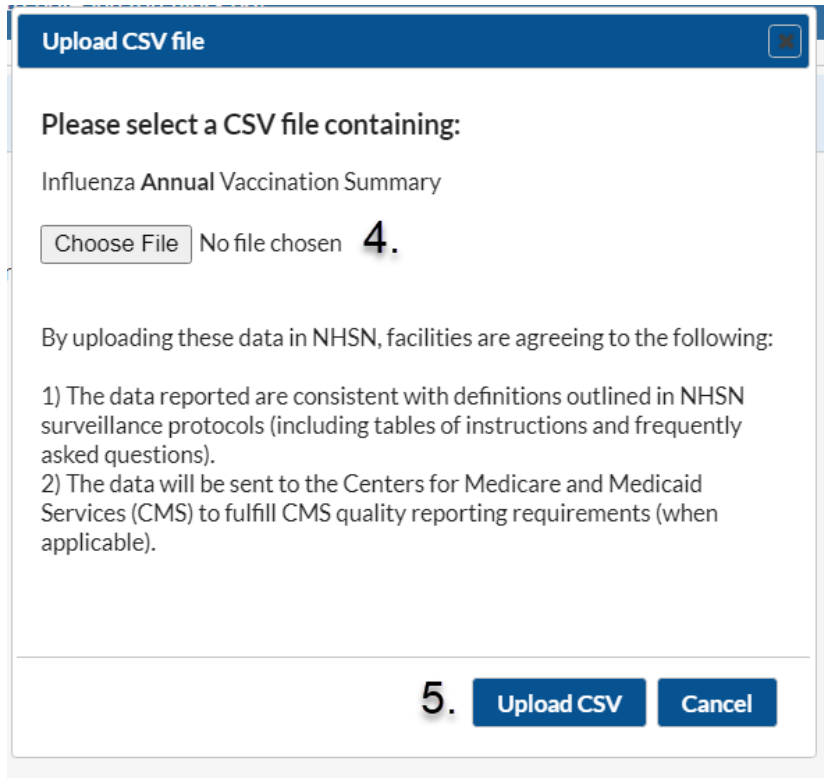 Upload CSV file
Please select a CSV file containing:
Influenza Annual Vaccination Summary
Choose File No file chosen 4.
By uploading these data in NHSN, facilities are agreeing to the following:
1) The data reported are consistent with definitions outlined in NHSN
surveillance protocols (including tables of instructions and frequently
asked questions).
2) The data will be sent to the Centers for Medicare and Medicaid
Services (CMS) to fulfill CMS quality reporting requirements (when
applicable).
5. Upload CSV Cancel